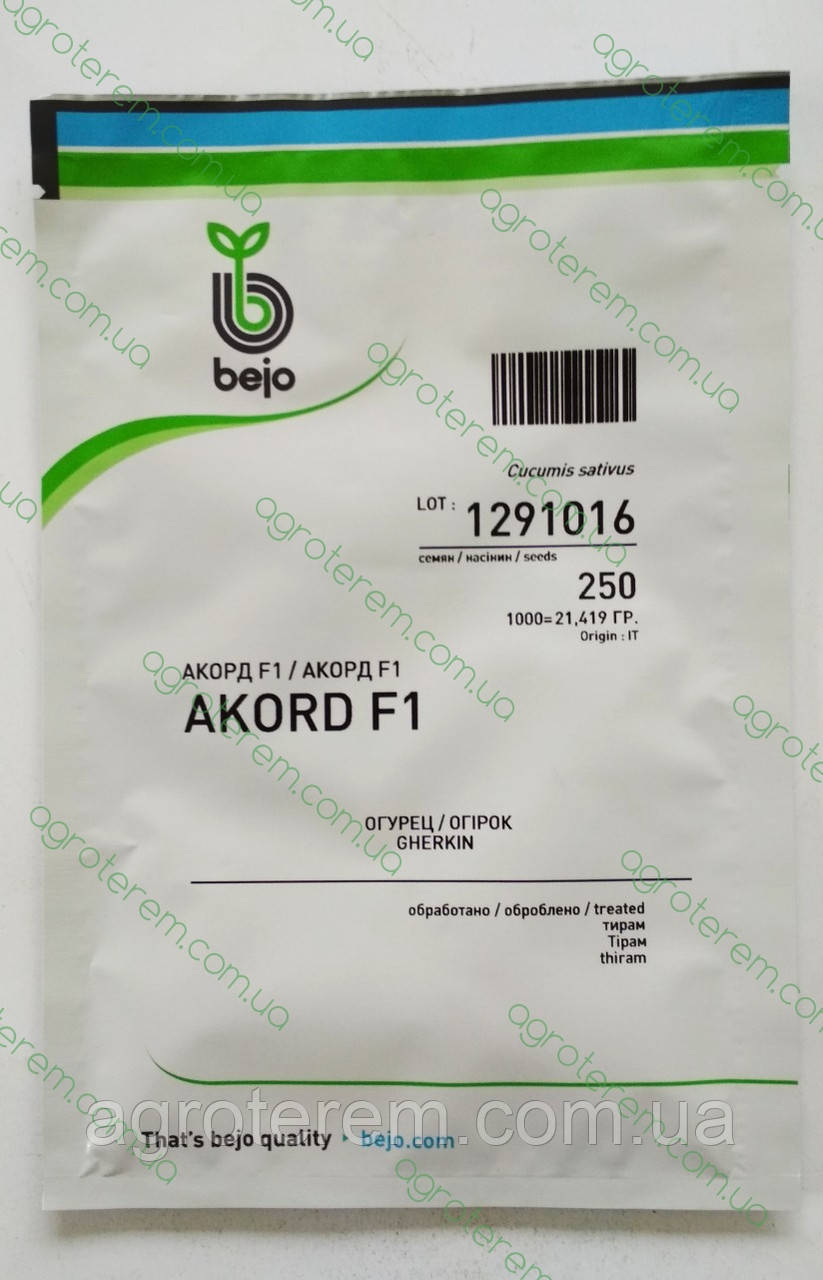 bejo
Cucumis sativus
LOT : 1291016
семян / насінин / seeds
250
1000=21,419 ГР.
Origin : IT
АКОРД F1 / АКОРД F1
AKORD F1
ОГУРЕЦ / ОГІРОК
GHERKIN
обработано / оброблено / treated
тирам
Тірам
thiram
agroterem.com.ua
That's bejo quality bejo.com